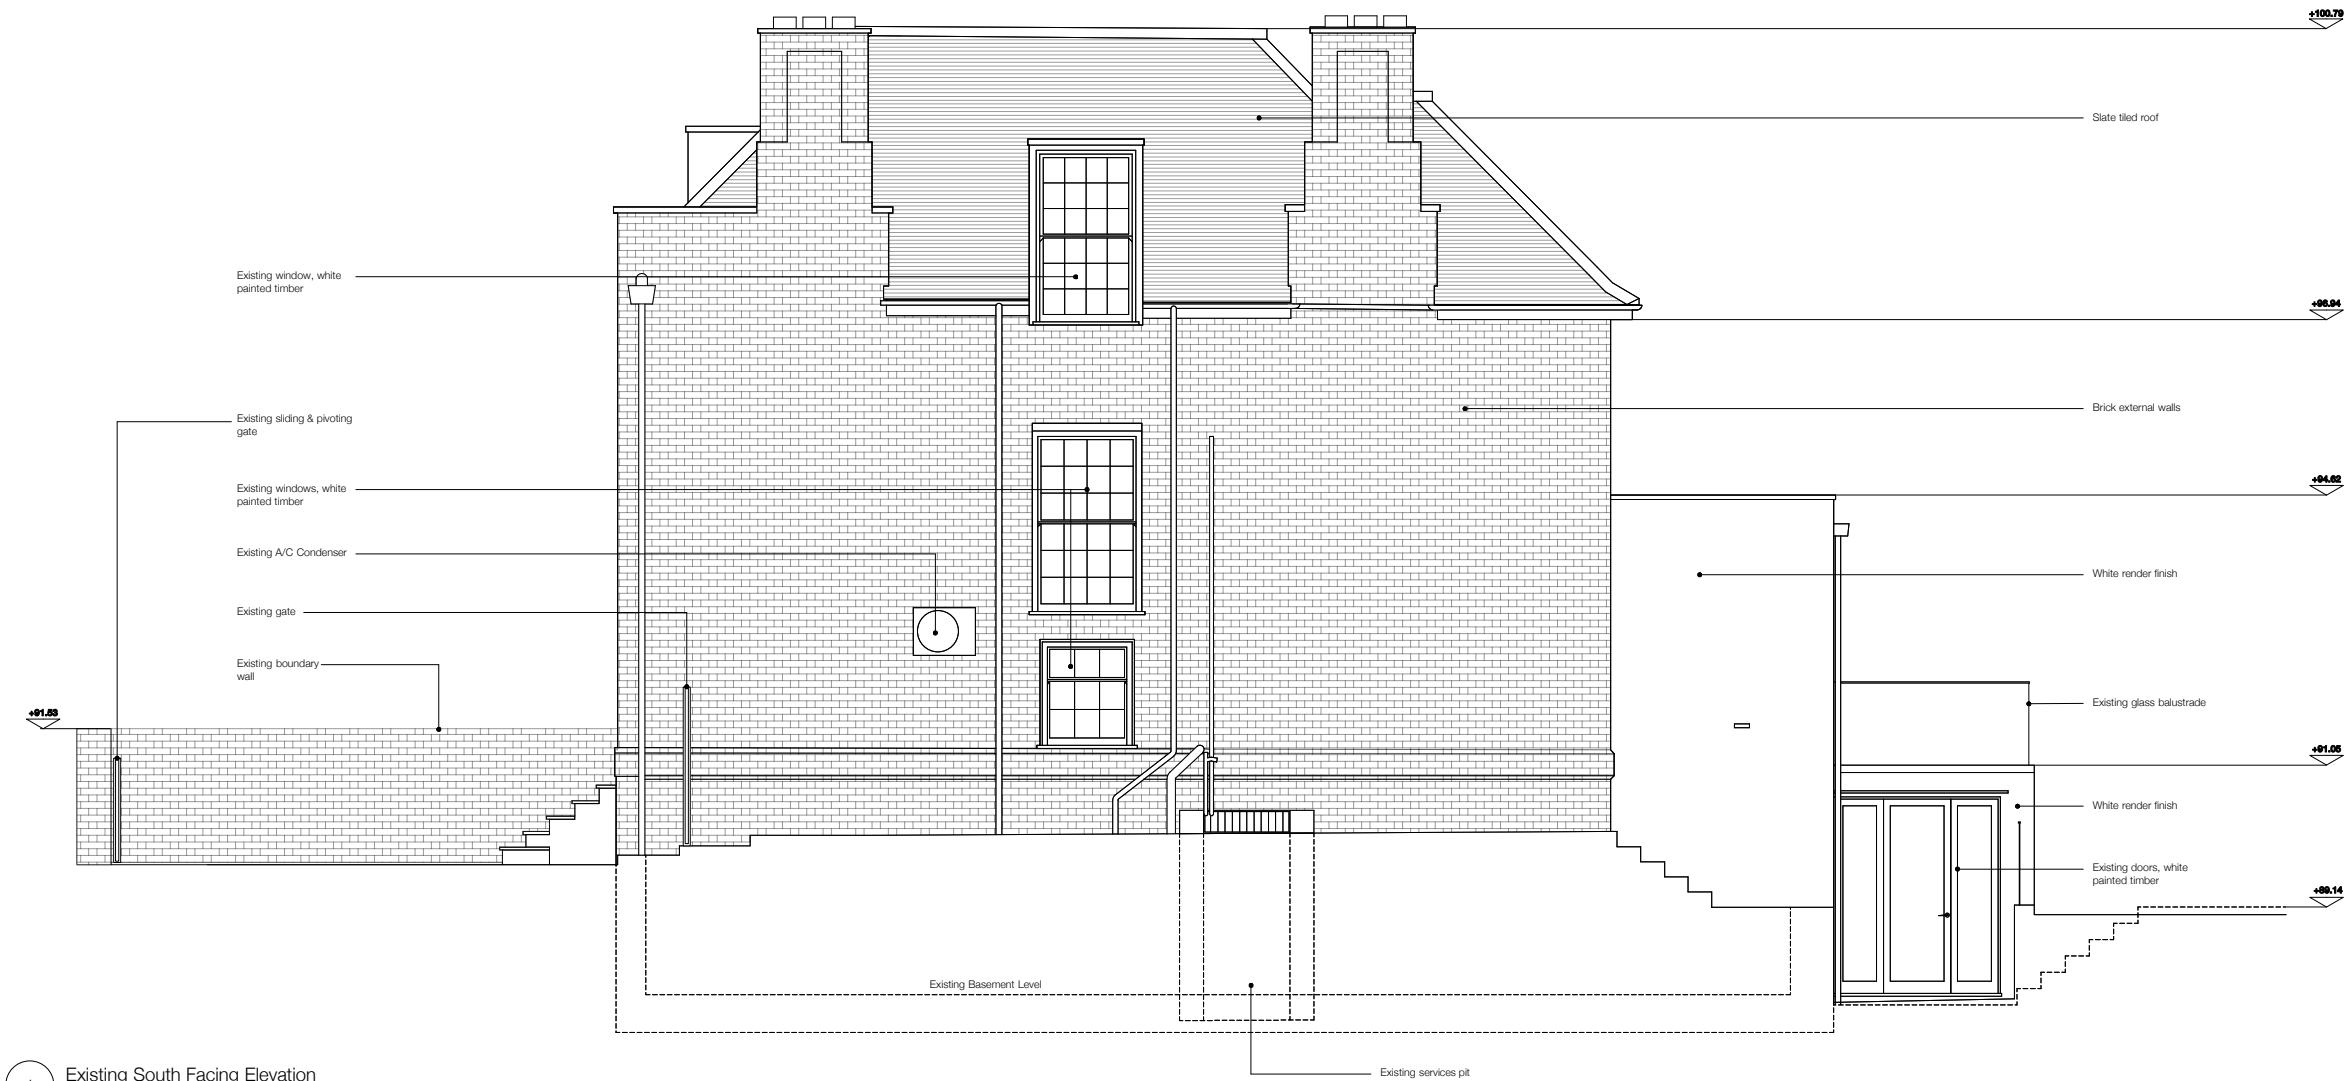 +100.79
Slate tiled roof
Existing window, white
painted timber
+96.94
Existing sliding & pivoting
gate
Brick external walls
Existing windows, white
painted timber
+94.62
Existing A/C Condenser
White render finish
Existing gate
Existing boundary
wall
Existing glass balustrade
+91.53
+91.05
White render finish
Existing doors, white
painted timber
+89.14
Existing Basement Level
Existing services pit
Existing South Facing Elevation